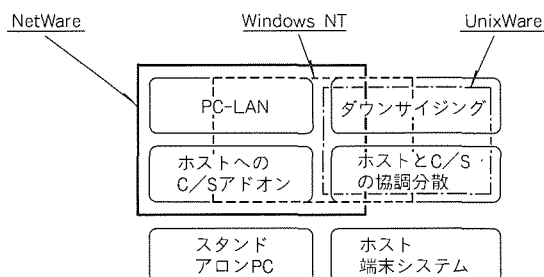 NetWare
Windows NT
UnixWare
PC-LAN
ダウンサイジング
ホストへの
C/Sアドオン
ホストとC/S
の協調分散
スタンド
アロンPC
ホスト
端末システム